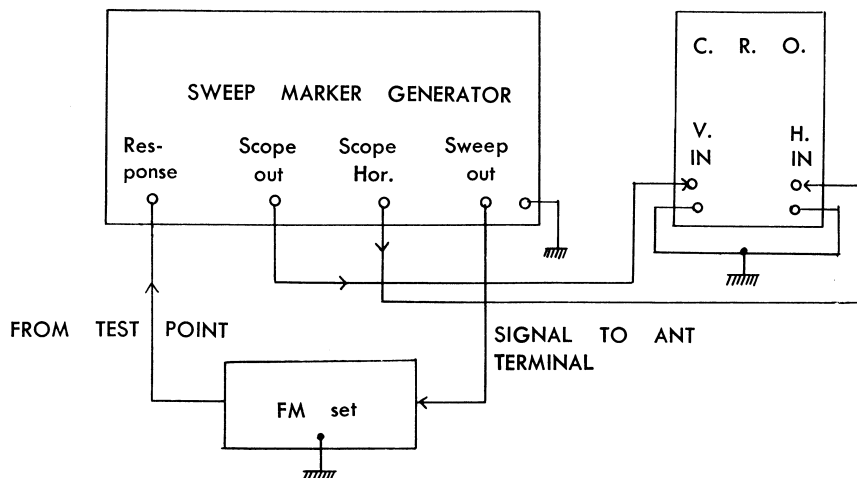 C. R. O.
SWEEP MARKER GENERATOR
Res-
ponse
Scope
out
Scope
Hor.
Sweep
out
V.
IN
H.
IN
FROM TEST POINT
SIGNAL TO ANT
TERMINAL
FM set